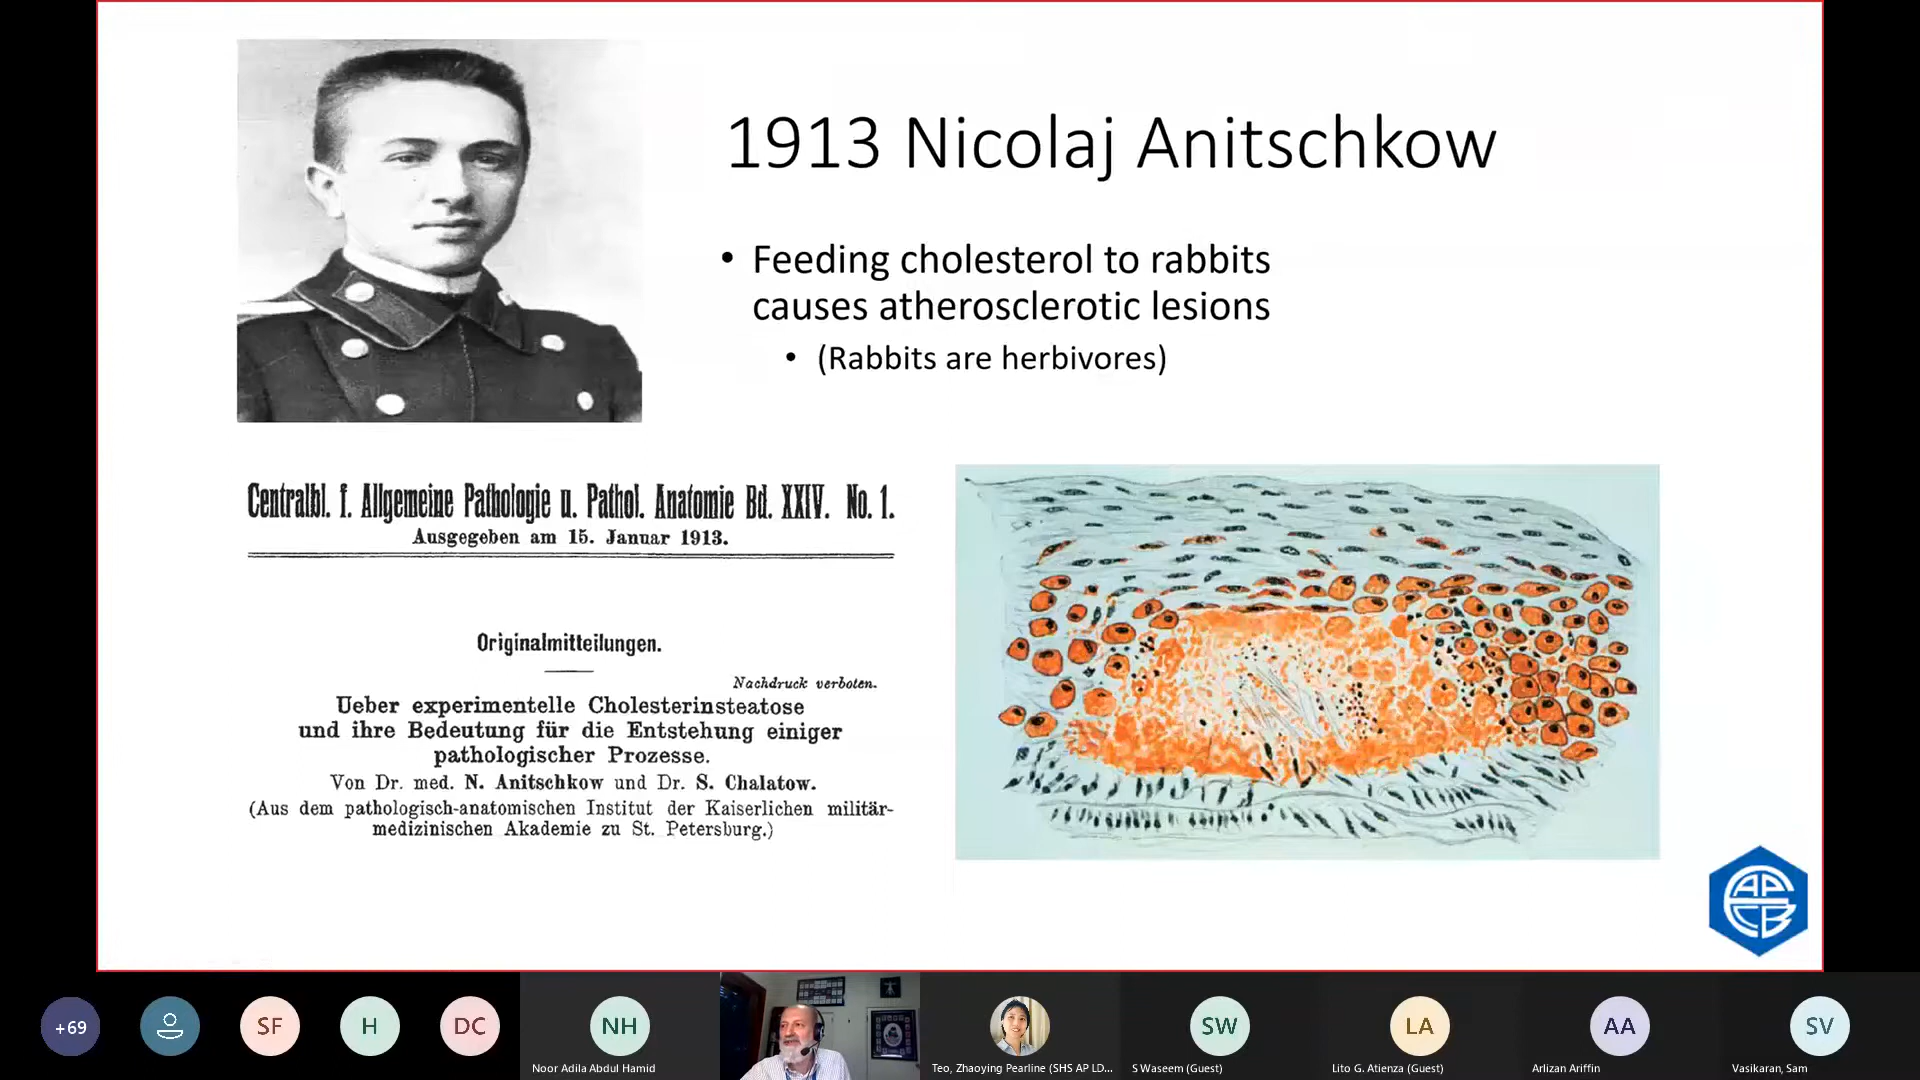 1913 Nicolaj Anitschkow
• Feeding cholesterol to rabbits
causes atherosclerotic lesions
• (Rabbits are herbivores)
Centralbl. f. Allgemeine Pathologie u. Pathol. Anatomie Bd. XXIV. No. 1.
Ausgegeben am 15. Januar 1913.
Originalmitteilungen.
Nachdruck verboten.
Ueber experimentelle Cholesterinsteatose
und ihre Bedeutung für die Entstehung einiger
pathologischer Prozesse.
Von Dr. med. N. Anitschkow und Dr. S. Chalatow.
(Aus dem pathologisch-anatomischen Institut der Kaiserlichen militär-
medizinischen Akademie zu St. Petersburg.)
AP
CB
+69
SF
H
DC
NH
Noor Adila Abdul Hamid
Teo, Zhaoying Pearline (SHS AP LD...
SW
S Waseem (Guest)
LA
Lito G. Atienza (Guest)
AA
Arlizan Ariffin
SV
Vasikaran, Sam